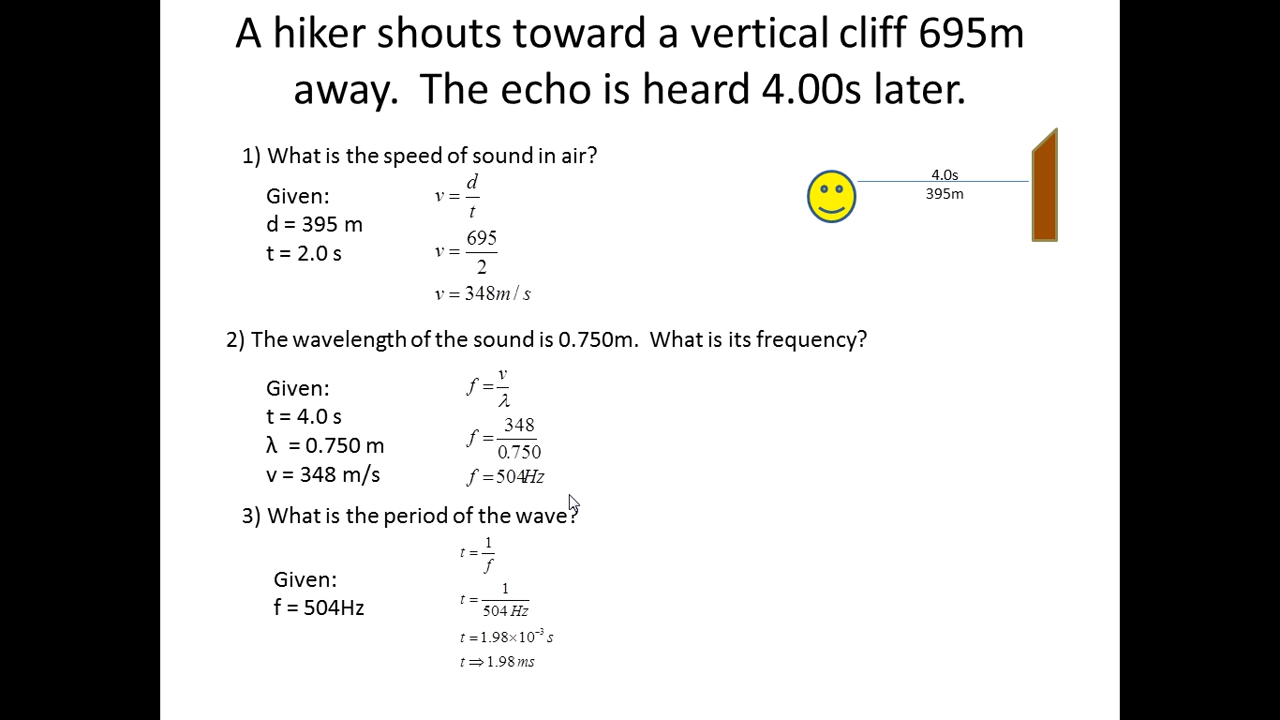 A hiker shouts toward a vertical cliff 695m
away.  The echo is heard 4.00s later.
1) What is the speed of sound in air?
Given:
d = 395 m
t = 2.0 s
v = d/t
v = 695/2
v = 348m / s
4.0s
395m
2) The wavelength of the sound is 0.750m.  What is its frequency?
Given:
t = 4.0 s
λ  = 0.750 m
v = 348 m/s
f = v/λ
f = 348/0.750
f = 504Hz
3) What is the period of the wave?
Given:
f = 504Hz
t = 1/f
t = 1/504 Hz
t = 1.98×10⁻³ s
t ⇒ 1.98 ms